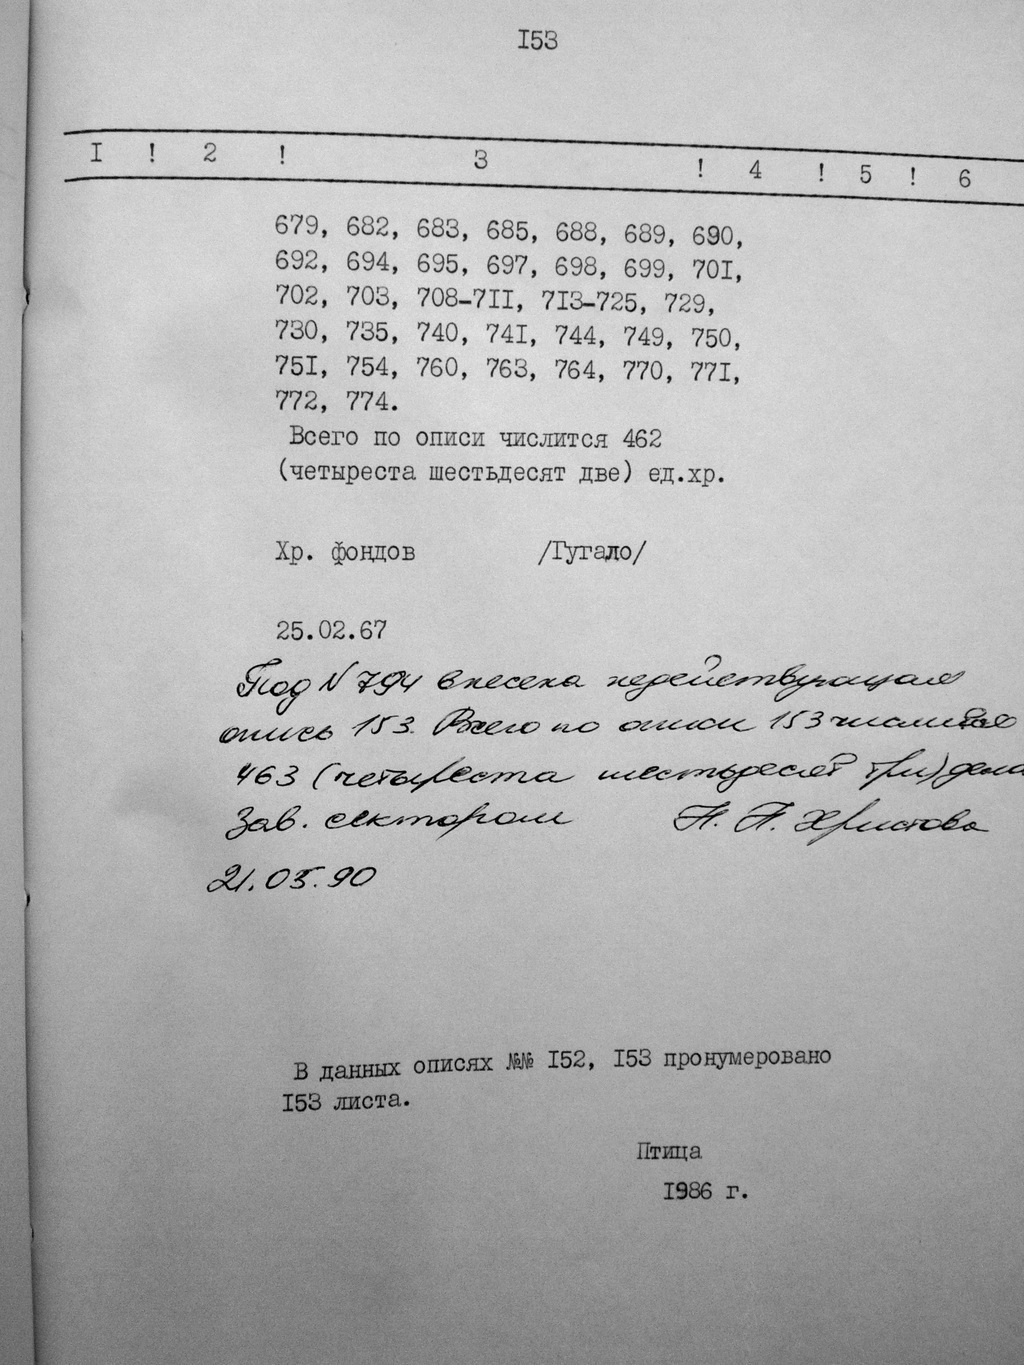 I53
I ! 2 ! 3 ! 4 ! 5 ! 6
679, 682, 683, 685, 688, 689, 690,
692, 694, 695, 697, 698, 699, 70I,
702, 703, 708-7II, 7I3-725, 729,
730, 735, 740, 74I, 744, 749, 750,
75I, 754, 760, 763, 764, 770, 77I,
772, 774.
Всего по описи числится 462
(четыреста шестьдесят две) ед.хр.
Хр. фондов /Гугало/
25.02.67
Под N 794 внесена недействующая
опись 153. Всего по описи 153 числится
463 (четыреста шестьдесят три) дела
Зав. сектором Н. П. Христова
21.05.90
В данных описях №№ I52, I53 пронумеровано
I53 листа.
Птица
I986 г.